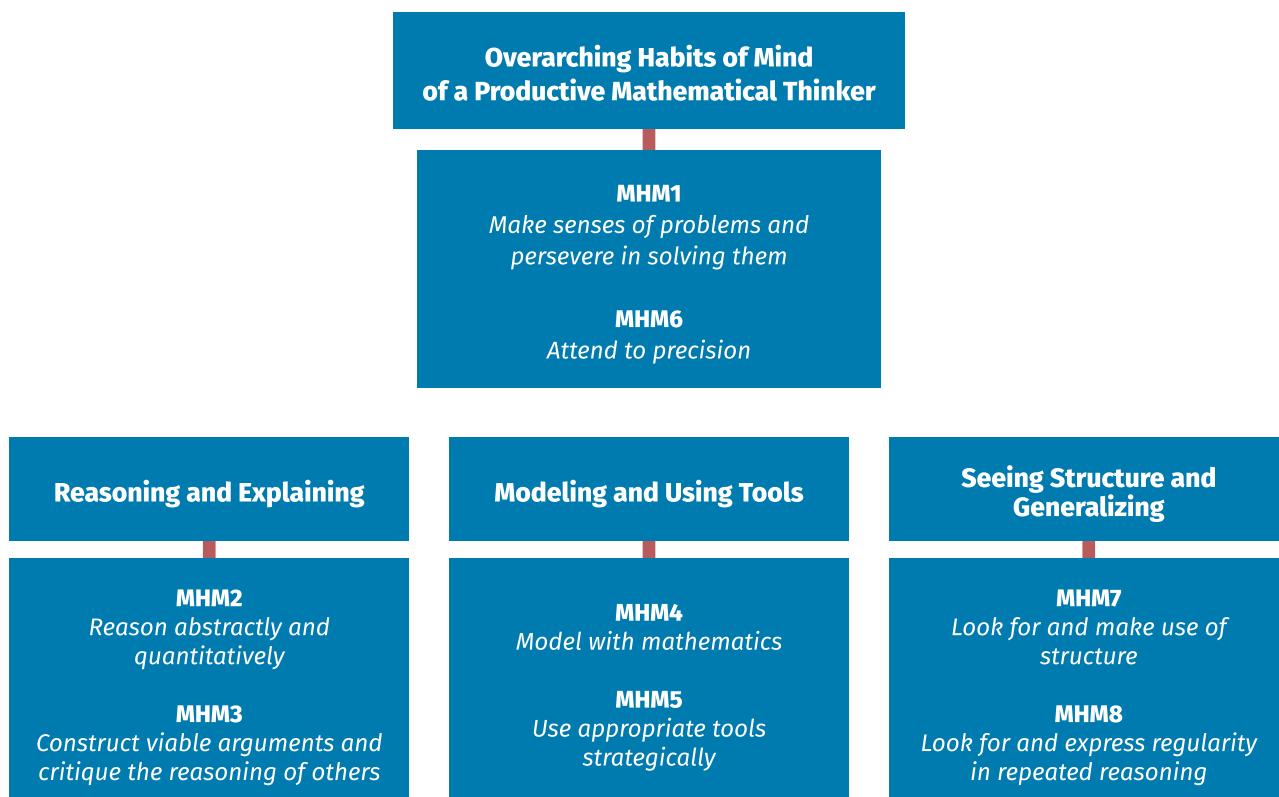 Overarching Habits of Mind
of a Productive Mathematical Thinker
MHM1
Make senses of problems and
persevere in solving them
MHM6
Attend to precision
Reasoning and Explaining
MHM2
Reason abstractly and
quantitatively
MHM3
Construct viable arguments and
critique the reasoning of others
Modeling and Using Tools
MHM4
Model with mathematics
MHM5
Use appropriate tools
strategically
Seeing Structure and
Generalizing
MHM7
Look for and make use of
structure
MHM8
Look for and express regularity
in repeated reasoning